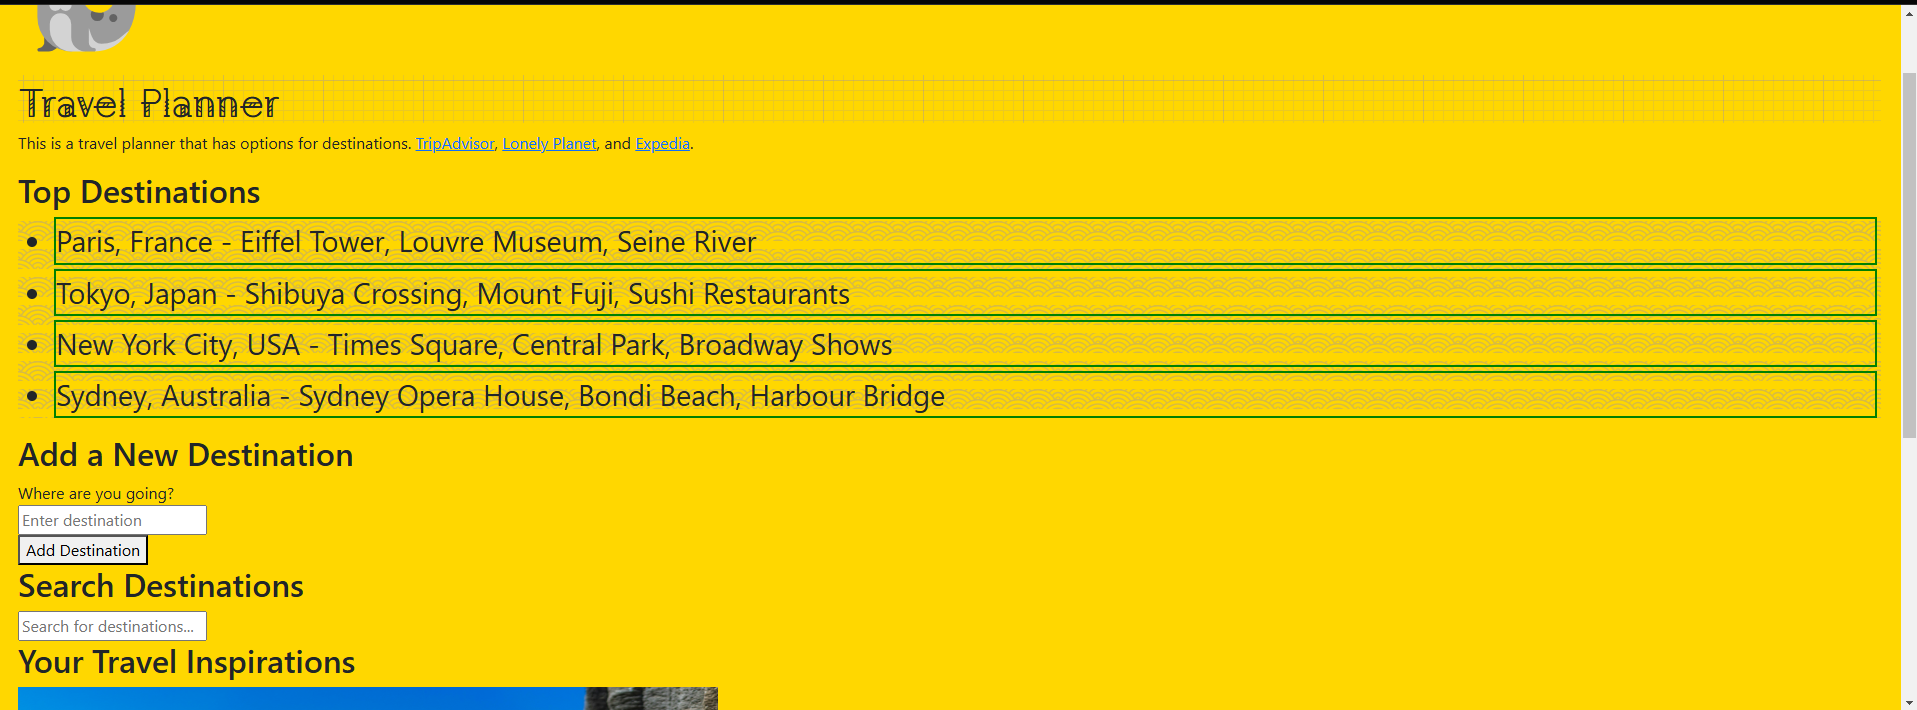 Travel Planner
This is a travel planner that has options for destinations. TripAdvisor, Lonely Planet, and Expedia.
Top Destinations
Paris, France - Eiffel Tower, Louvre Museum, Seine River
Tokyo, Japan - Shibuya Crossing, Mount Fuji, Sushi Restaurants
New York City, USA - Times Square, Central Park, Broadway Shows
Sydney, Australia - Sydney Opera House, Bondi Beach, Harbour Bridge
Add a New Destination
Where are you going?
Enter destination
Add Destination
Search Destinations
Search for destinations...
Your Travel Inspirations